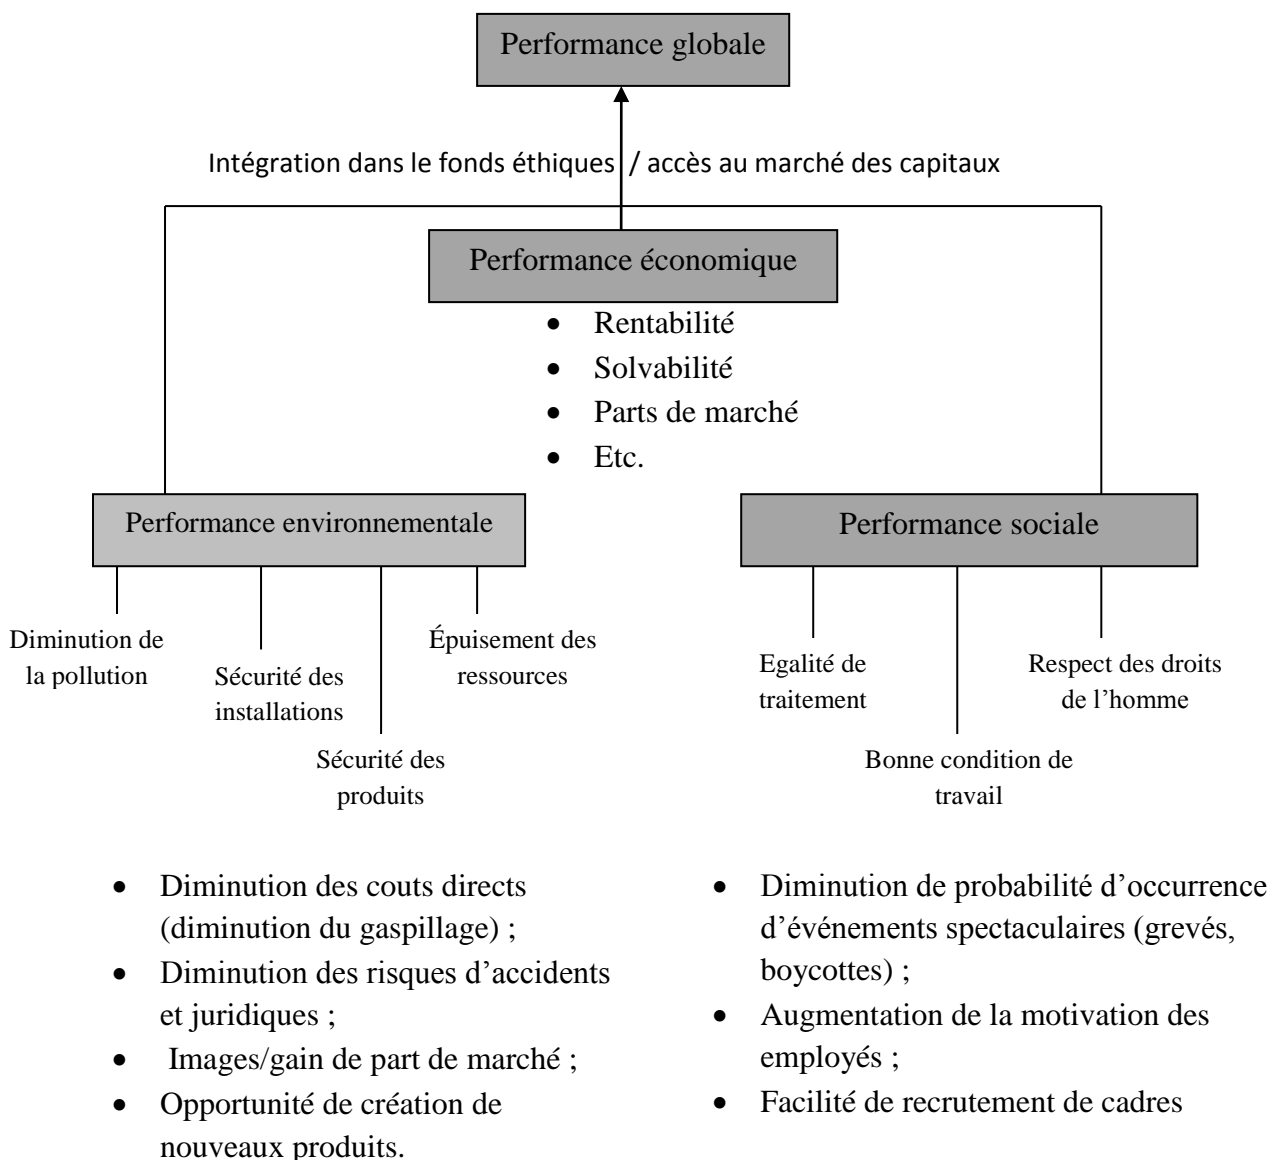 Performance globale
Intégration dans le fonds éthiques / accès au marché des capitaux
Performance économique
• Rentabilité
• Solvabilité
• Parts de marché
• Etc.
Performance environnementale
Performance sociale
Diminution de
la pollution
Sécurité des
installations
Sécurité des
produits
Épuisement des
ressources
Egalité de
traitement
Bonne condition de
travail
Respect des droits
de l’homme
• Diminution des couts directs
(diminution du gaspillage) ;
• Diminution des risques d’accidents
et juridiques ;
• Images/gain de part de marché ;
• Opportunité de création de
nouveaux produits.
• Diminution de probabilité d’occurrence
d’événements spectaculaires (grevés,
boycottes) ;
• Augmentation de la motivation des
employés ;
• Facilité de recrutement de cadres